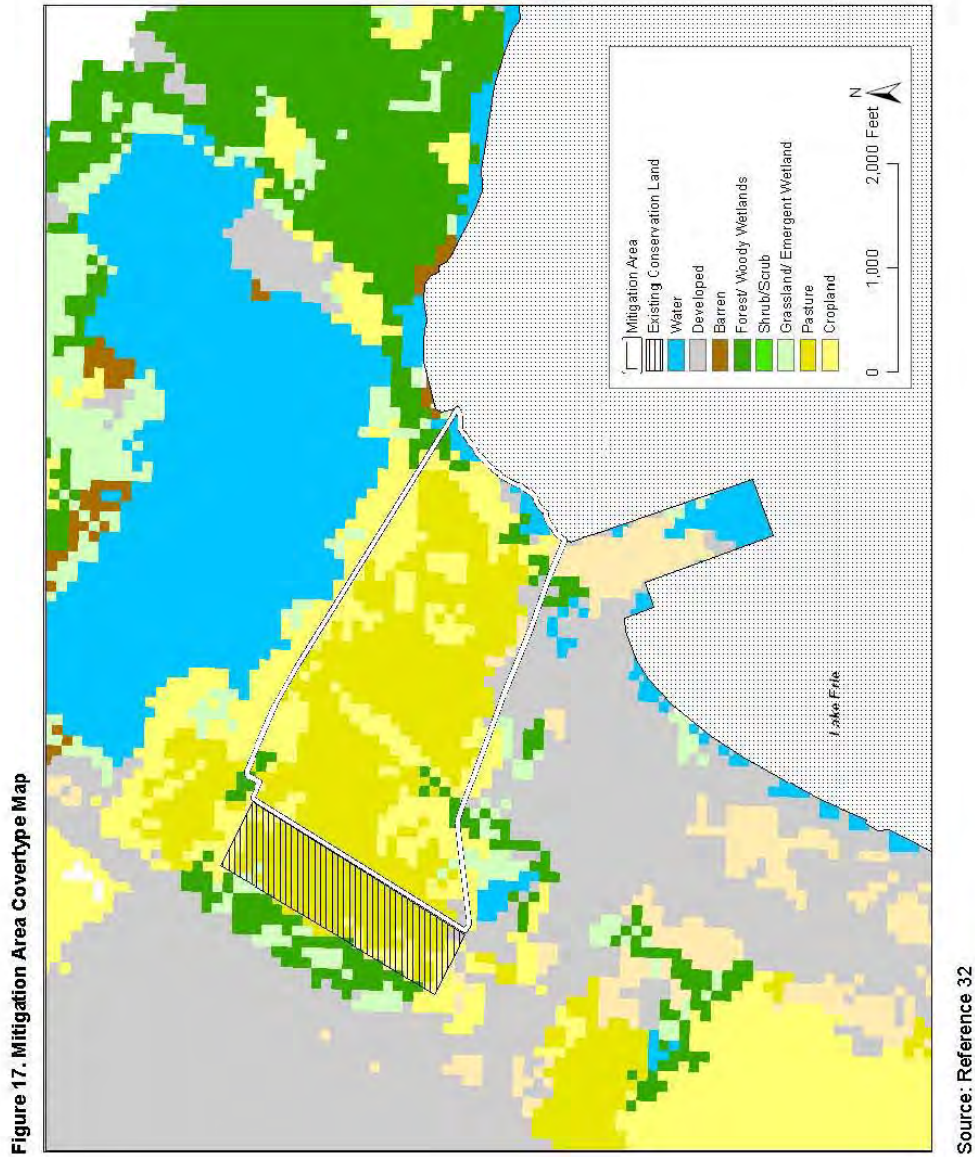 Figure 17. Mitigation Area Covertype Map
Mitigation Area
Existing Conservation Land
Water
Developed
Barren
Forest/ Woody Wetlands
Shrub/Scrub
Grassland/ Emergent Wetland
Pasture
Cropland
0 1,000 2,000 Feet
N
Lake Erie
Source: Reference 32